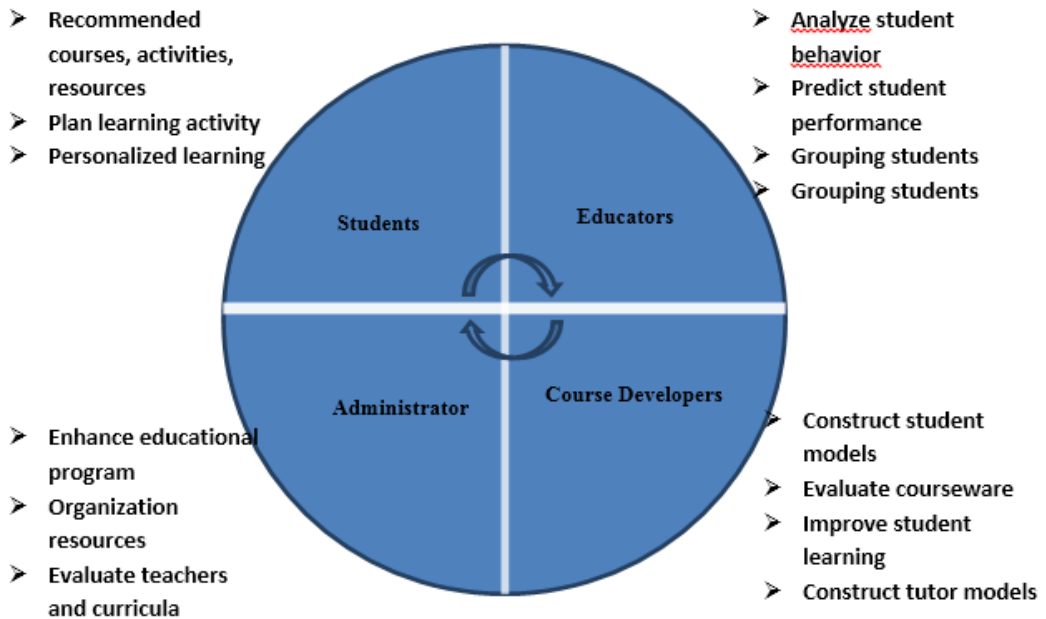 ➢ Recommended
courses, activities,
resources
➢ Plan learning activity
➢ Personalized learning
➢ Analyze student
behavior
➢ Predict student
performance
➢ Grouping students
➢ Grouping students
Students
Educators
Administrator
Course Developers
➢ Enhance educational
program
➢ Organization
resources
➢ Evaluate teachers
and curricula
➢ Construct student
models
➢ Evaluate courseware
➢ Improve student
learning
➢ Construct tutor models